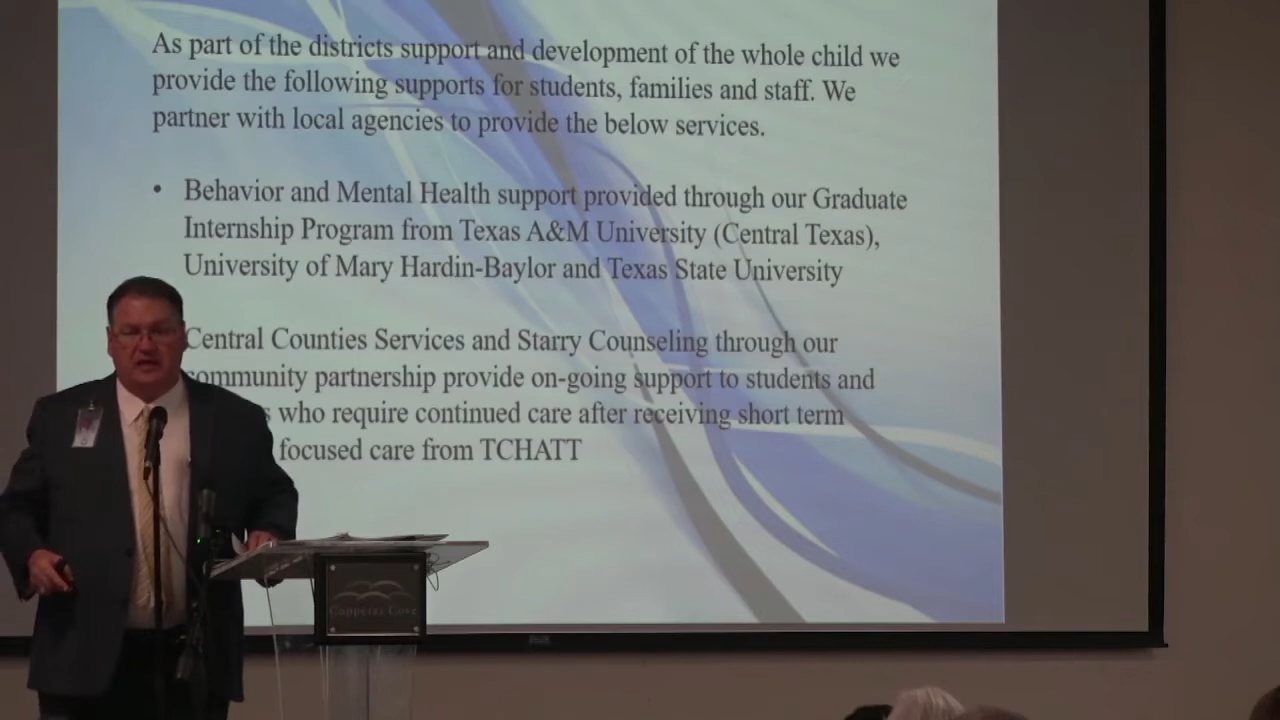 As part of the districts support and development of the whole child we
provide the following supports for students, families and staff. We
partner with local agencies to provide the below services.
• Behavior and Mental Health support provided through our Graduate
Internship Program from Texas A&M University (Central Texas),
University of Mary Hardin-Baylor and Texas State University
Central Counties Services and Starry Counseling through our
ommunity partnership provide on-going support to students and
s who require continued care after receiving short term
focused care from TCHATT
Copperas Cove